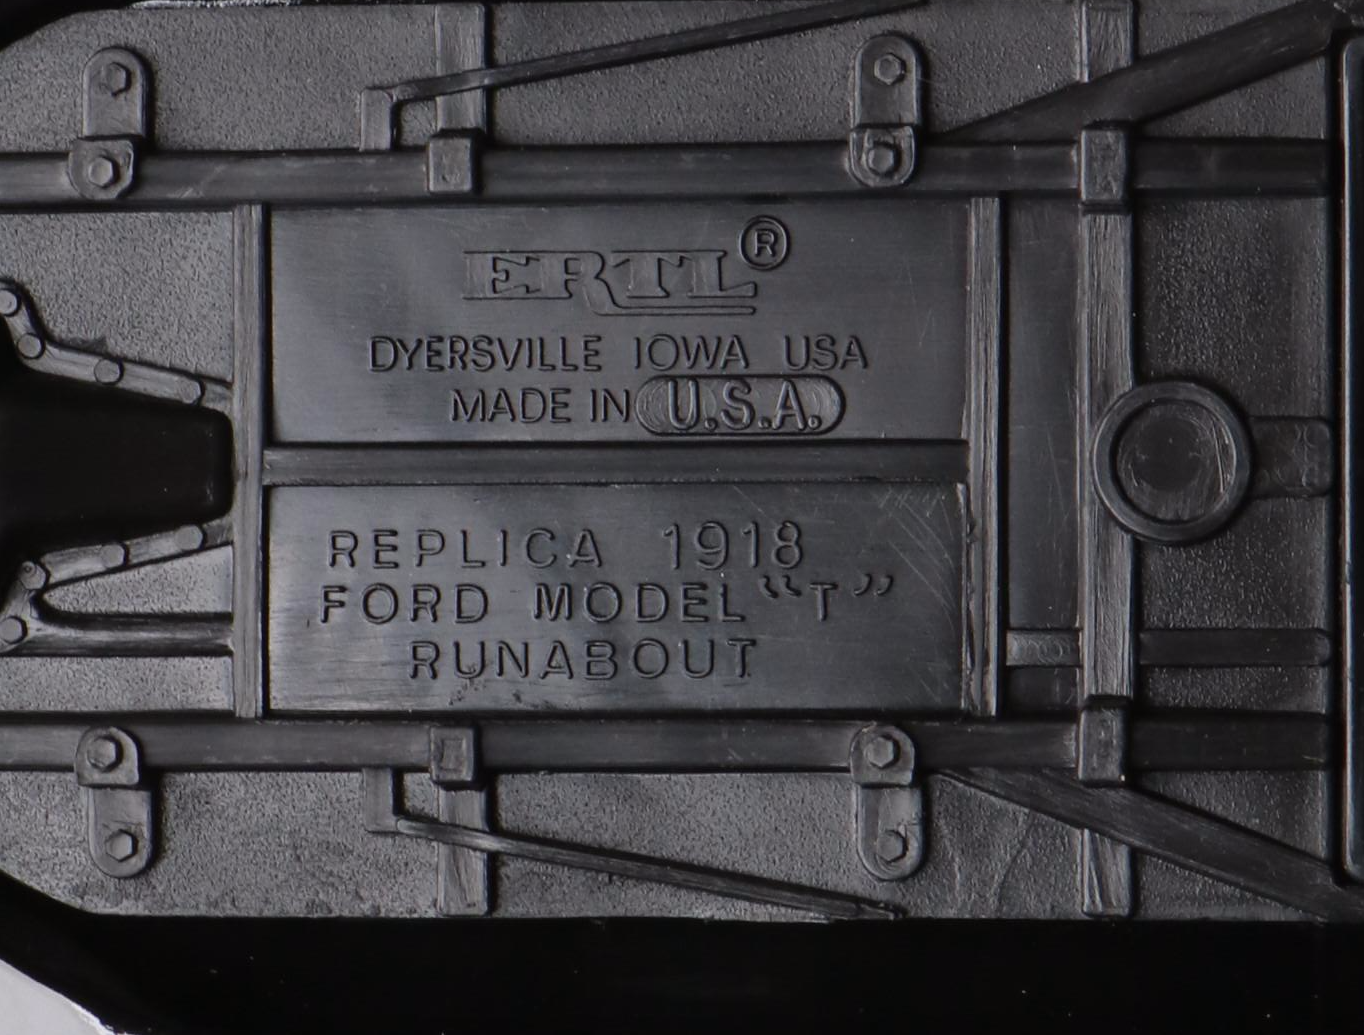 ERTL®
DYERSVILLE IOWA USA
MADE IN U.S.A.
REPLICA 1918
FORD MODEL “T”
RUNABOUT